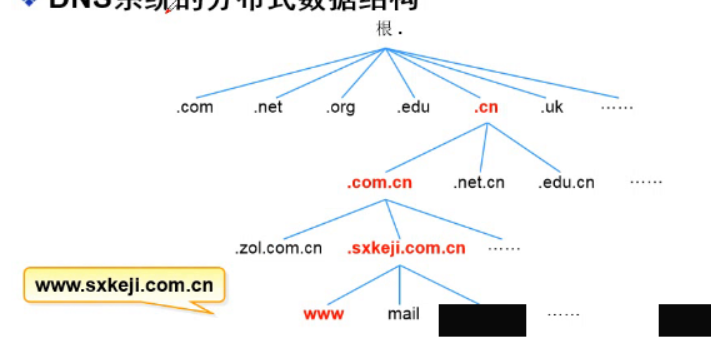 DNS系统的分布式数据结构
根 .
.com .net .org .edu .cn .uk ……
.com.cn .net.cn .edu.cn ……
.zol.com.cn .sxkeji.com.cn ……
www.sxkeji.com.cn
www mail ……